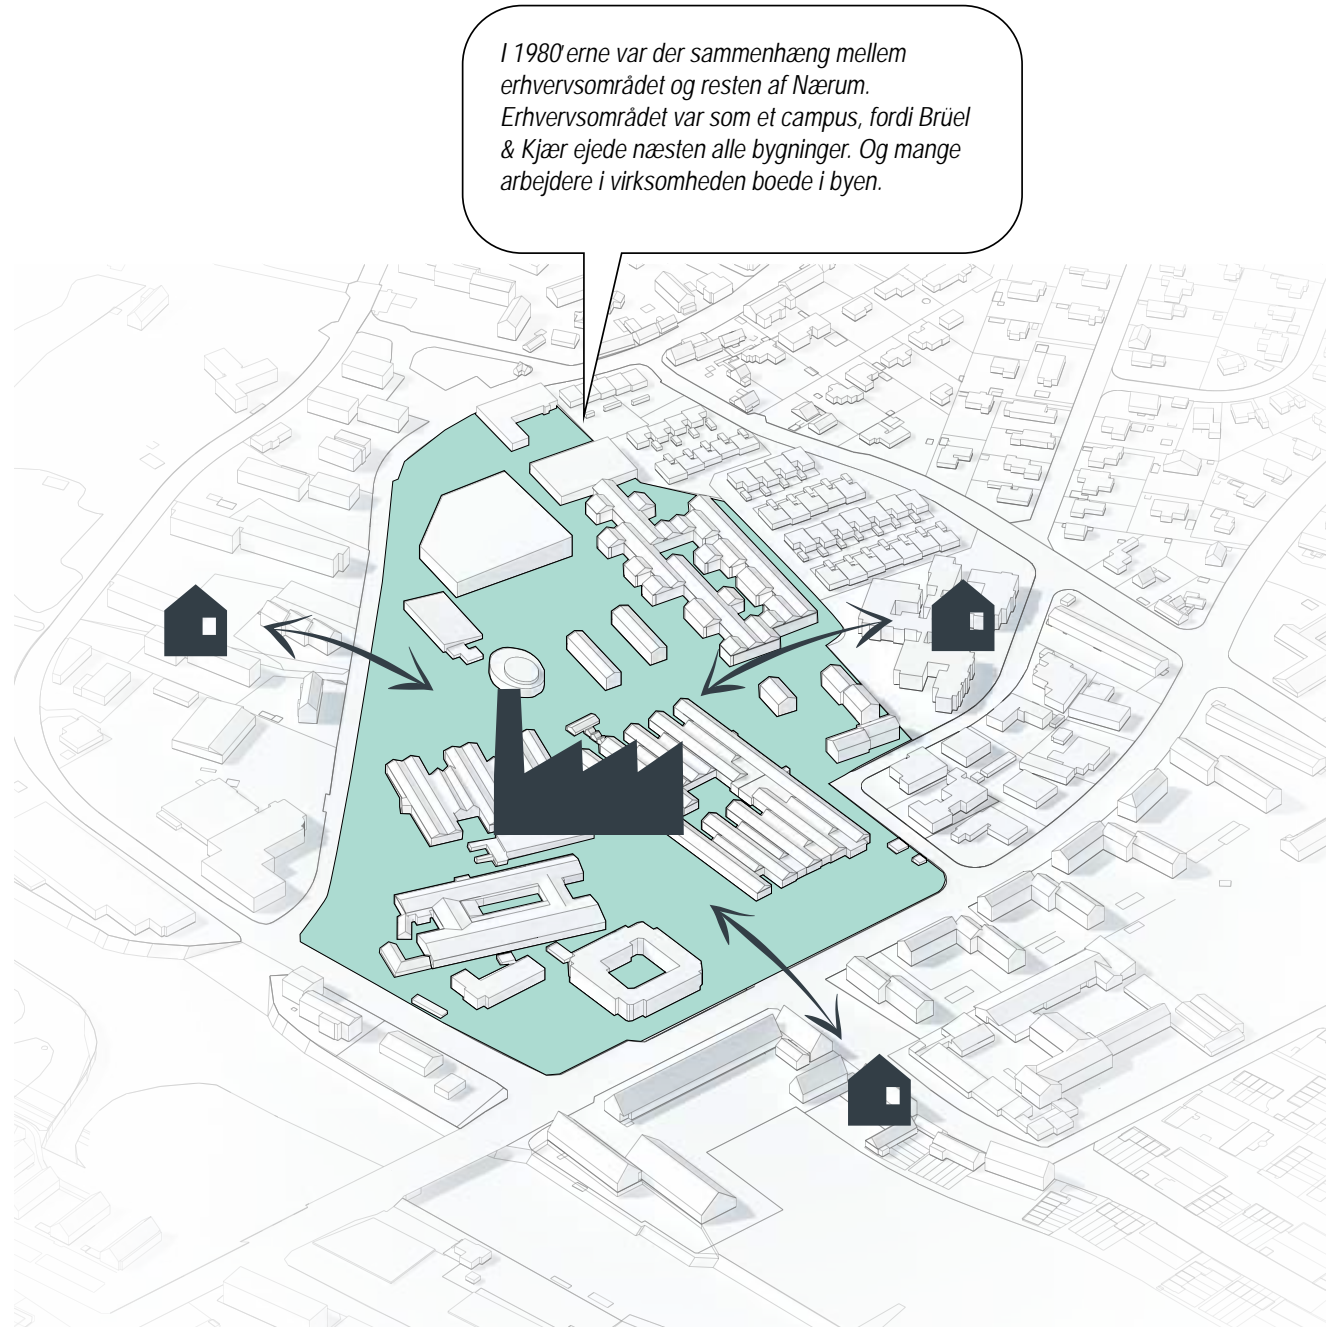 I 1980'erne var der sammenhæng mellem
erhvervsområdet og resten af Nærum.
Erhvervsområdet var som et campus, fordi Brüel
& Kjær ejede næsten alle bygninger. Og mange
arbejdere i virksomheden boede i byen.